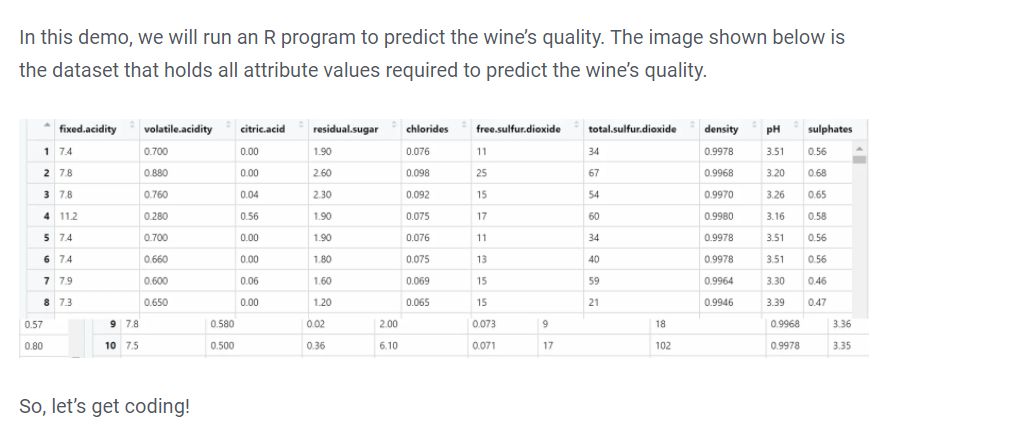 In this demo, we will run an R program to predict the wine's quality. The image shown below is
the dataset that holds all attribute values required to predict the wine's quality.
fixed.acidity volatile.acidity citric.acid residual.sugar chlorides free.sulfur.dioxide total.sulfur.dioxide density pH sulphates
1 7.4 0.700 0.00 1.90 0.076 11 34 0.9978 3.51 0.56
2 7.8 0.880 0.00 2.60 0.098 25 67 0.9968 3.20 0.68
3 7.8 0.760 0.04 2.30 0.092 15 54 0.9970 3.26 0.65
4 11.2 0.280 0.56 1.90 0.075 17 60 0.9980 3.16 0.58
5 7.4 0.700 0.00 1.90 0.076 11 34 0.9978 3.51 0.56
6 7.4 0.660 0.00 1.80 0.075 13 40 0.9978 3.51 0.56
7 7.9 0.600 0.06 1.60 0.069 15 59 0.9964 3.30 0.46
8 7.3 0.650 0.00 1.20 0.065 15 21 0.9946 3.39 0.47
0.57 9 7.8 0.580 0.02 2.00 0.073 9 18 0.9968 3.36
0.80 10 7.5 0.500 0.36 6.10 0.071 17 102 0.9978 3.35
So, let's get coding!